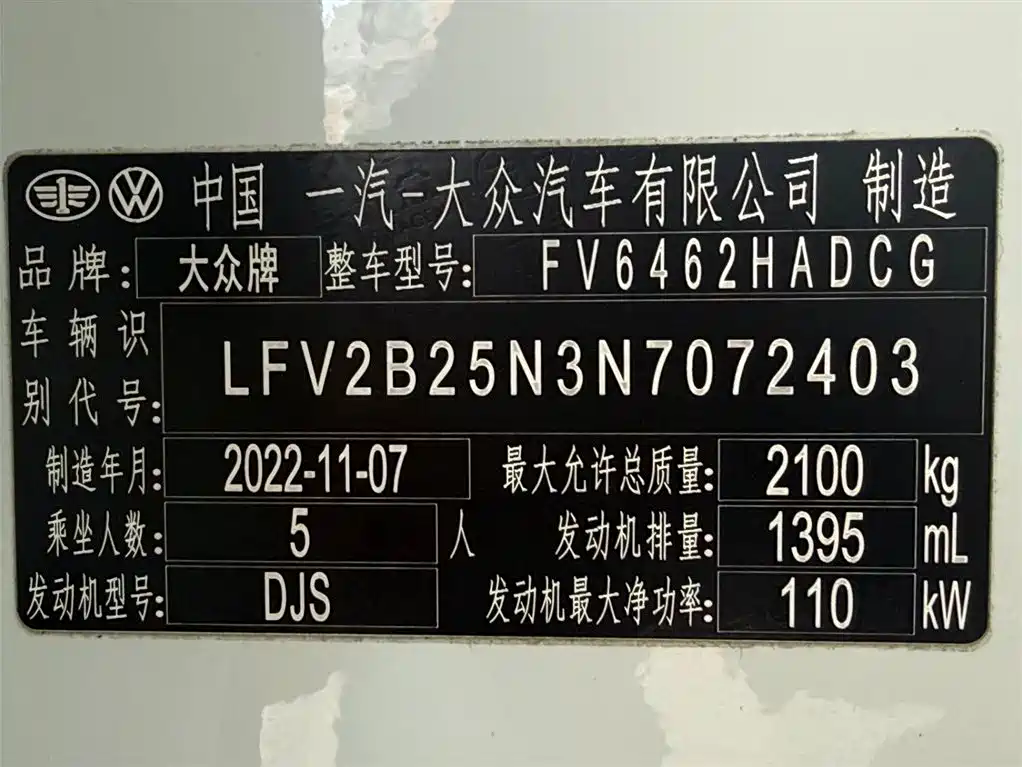 中国 一汽-大众汽车有限公司 制造
品牌: 大众牌 整车型号: FV6462HADCG
车辆识别代号: LFV2B25N3N7072403
制造年月: 2022-11-07 最大允许总质量: 2100 kg
乘坐人数: 5 人 发动机排量: 1395 mL
发动机型号: DJS 发动机最大净功率: 110 kW